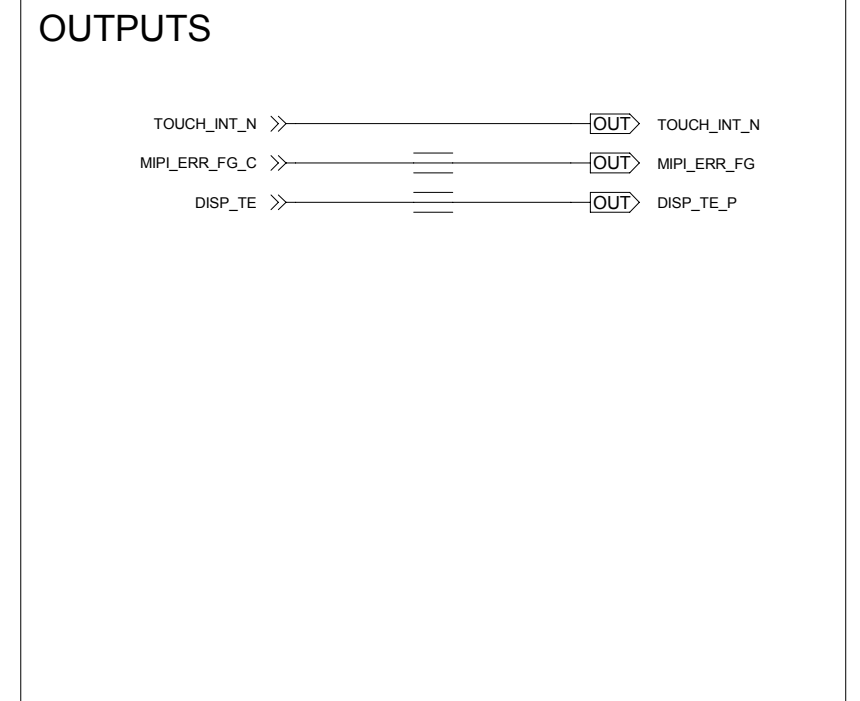 OUTPUTS
TOUCH_INT_N OUT TOUCH_INT_N
MIPI_ERR_FG_C OUT MIPI_ERR_FG
DISP_TE OUT DISP_TE_P